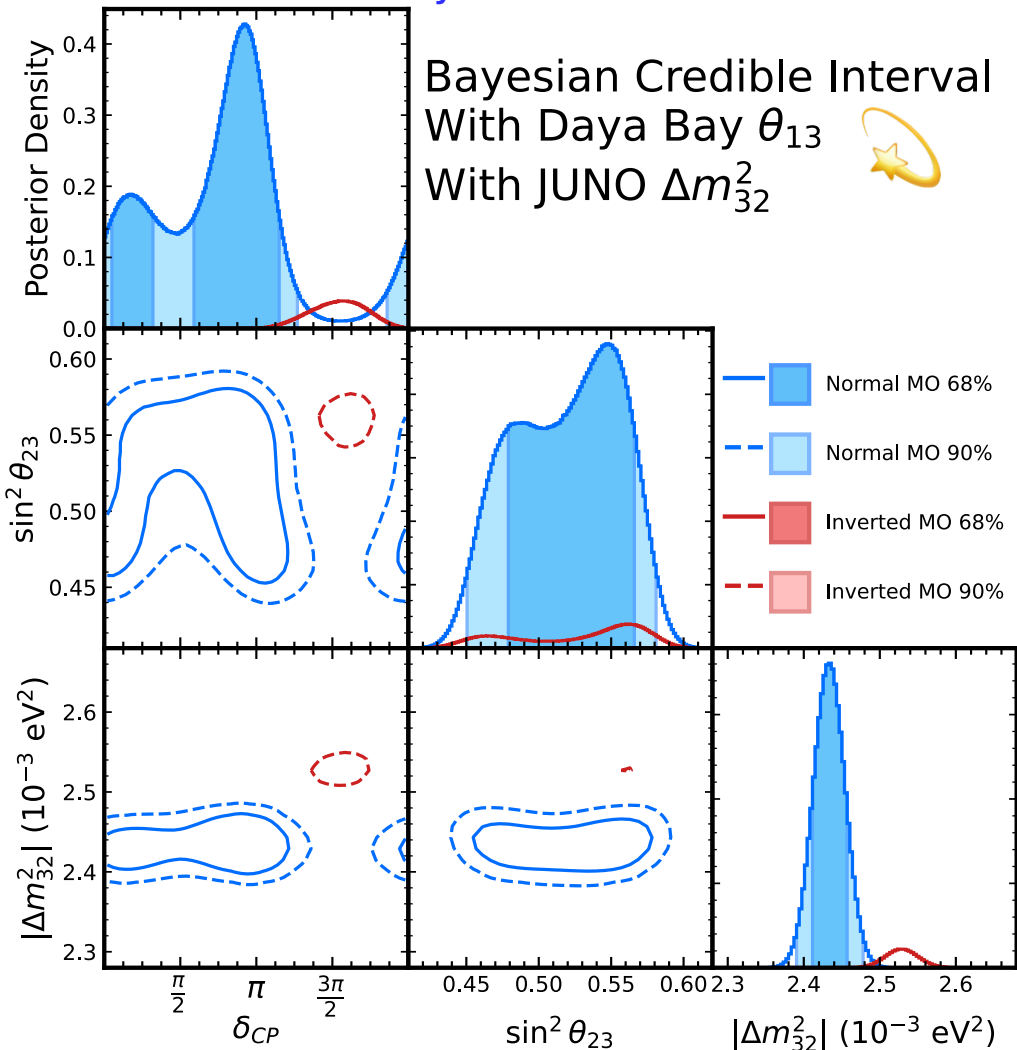 Bayesian Credible Interval
With Daya Bay θ₁₃
With JUNO Δm²₃₂
Posterior Density
0.4
0.3
0.2
0.1
0.0
sin² θ₂₃
0.60
0.55
0.50
0.45
Normal MO 68%
Normal MO 90%
Inverted MO 68%
Inverted MO 90%
|Δm²₃₂| (10⁻³ eV²)
2.6
2.5
2.4
2.3
π/2 π 3π/2
δCP
0.45 0.50 0.55 0.60
sin² θ₂₃
2.3 2.4 2.5 2.6
|Δm²₃₂| (10⁻³ eV²)